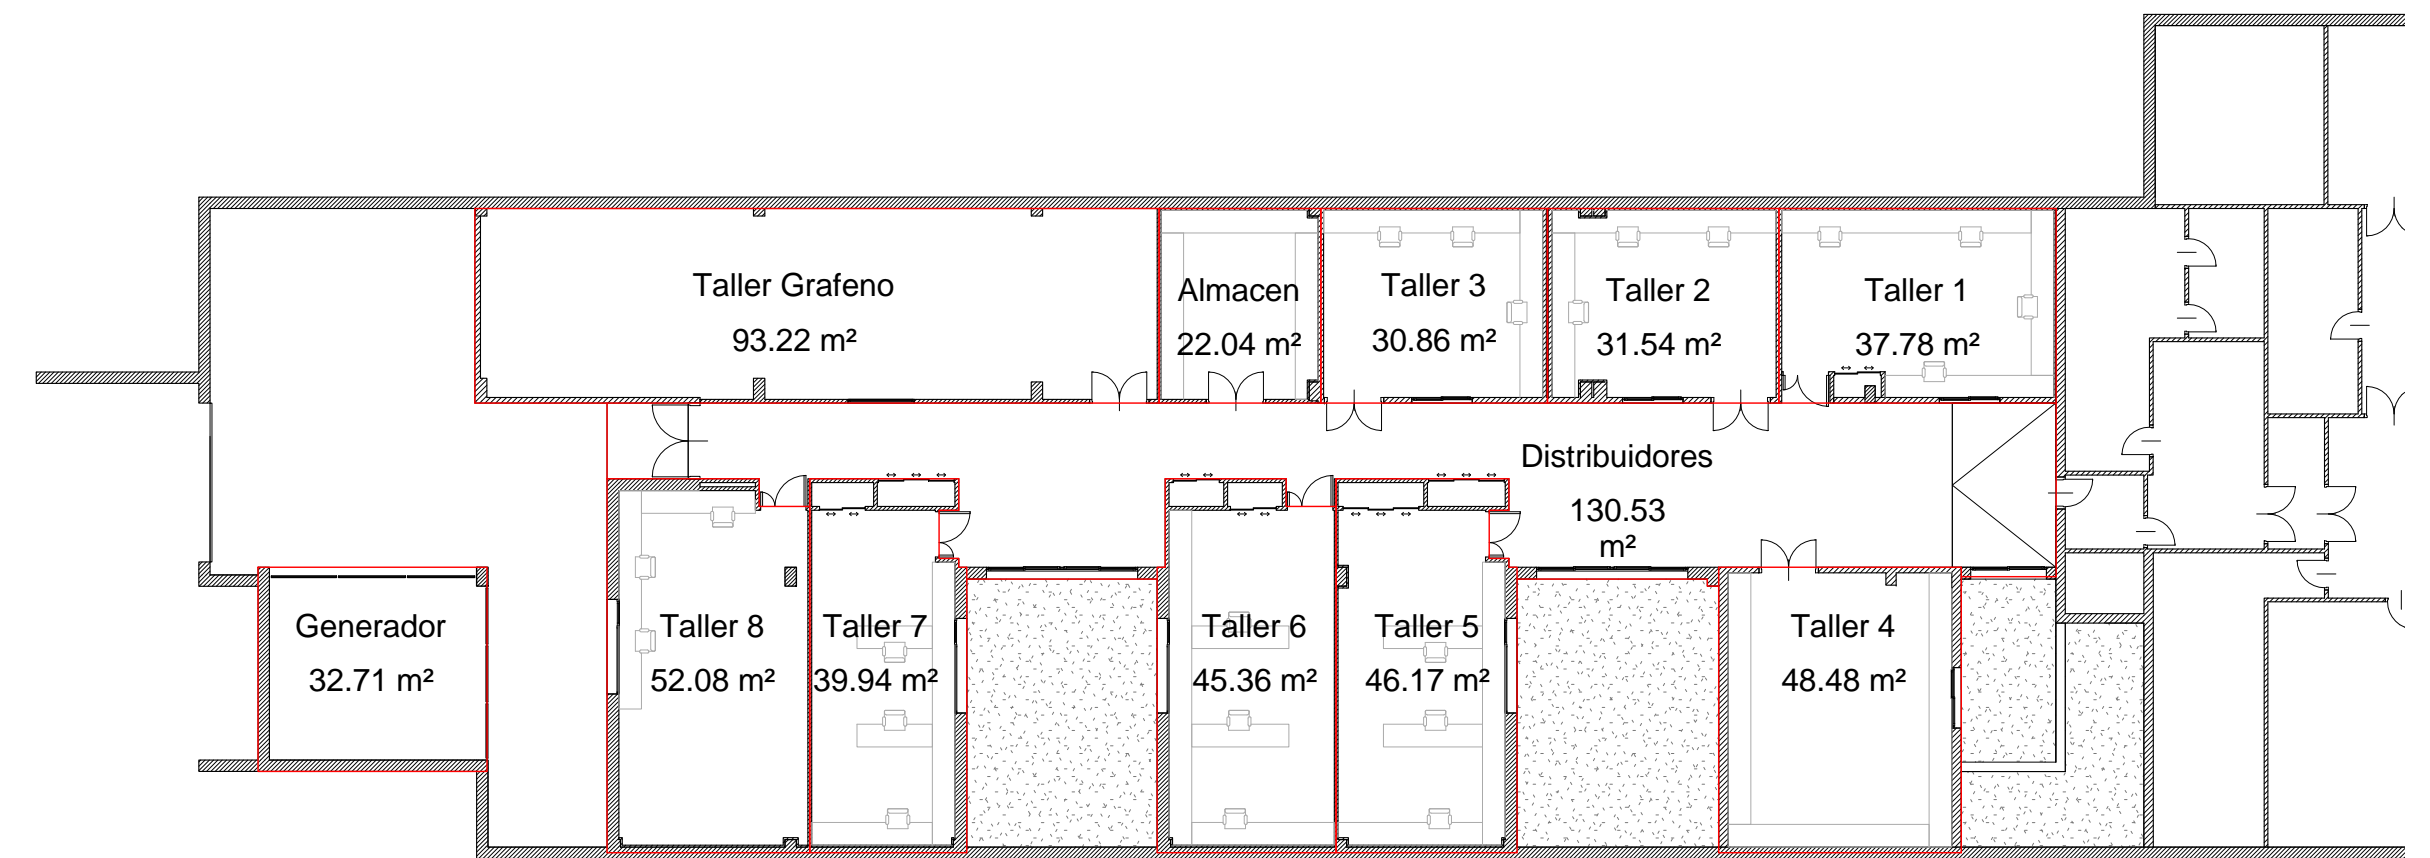 Taller Grafeno
93.22 m²
Almacen
22.04 m²
Taller 3
30.86 m²
Taller 2
31.54 m²
Taller 1
37.78 m²
Distribuidores
130.53
m²
Generador
32.71 m²
Taller 8
52.08 m²
Taller 7
39.94 m²
Taller 6
45.36 m²
Taller 5
46.17 m²
Taller 4
48.48 m²